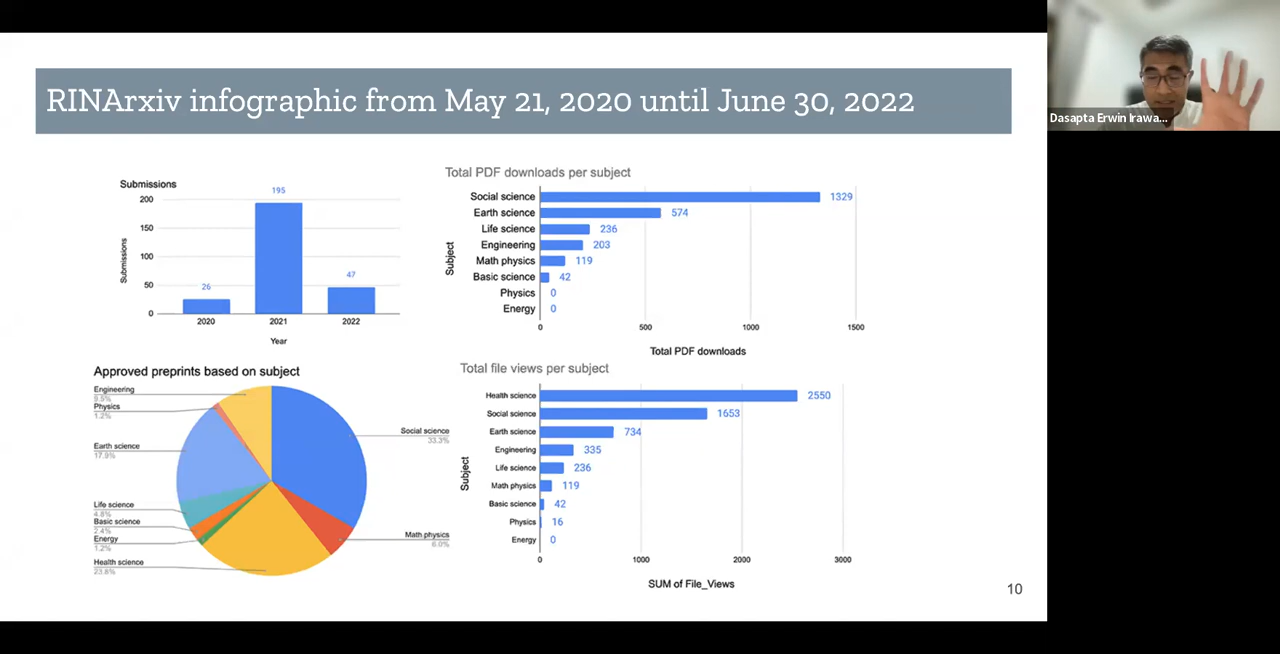 RINArxiv infographic from May 21, 2020 until June 30, 2022
Dasapta Erwin Irawa...
Submissions
200
150
100
50
0
Submissions
26
195
47
2020
2021
2022
Year
Total PDF downloads per subject
Subject
Social science 1329
Earth science 574
Life science 236
Engineering 203
Math physics 119
Basic science 42
Physics 0
Energy 0
0
500
1000
1500
Total PDF downloads
Approved preprints based on subject
Engineering
9.5%
Physics
1.2%
Earth science
17.9%
Life science
4.8%
Basic science
2.4%
Energy
1.2%
Health science
23.8%
Social science
33.3%
Math physics
6.0%
Total file views per subject
Subject
Health science 2550
Social science 1653
Earth science 734
Engineering 335
Life science 236
Math physics 119
Basic science 42
Physics 16
Energy 0
0
1000
2000
3000
SUM of File_Views
10